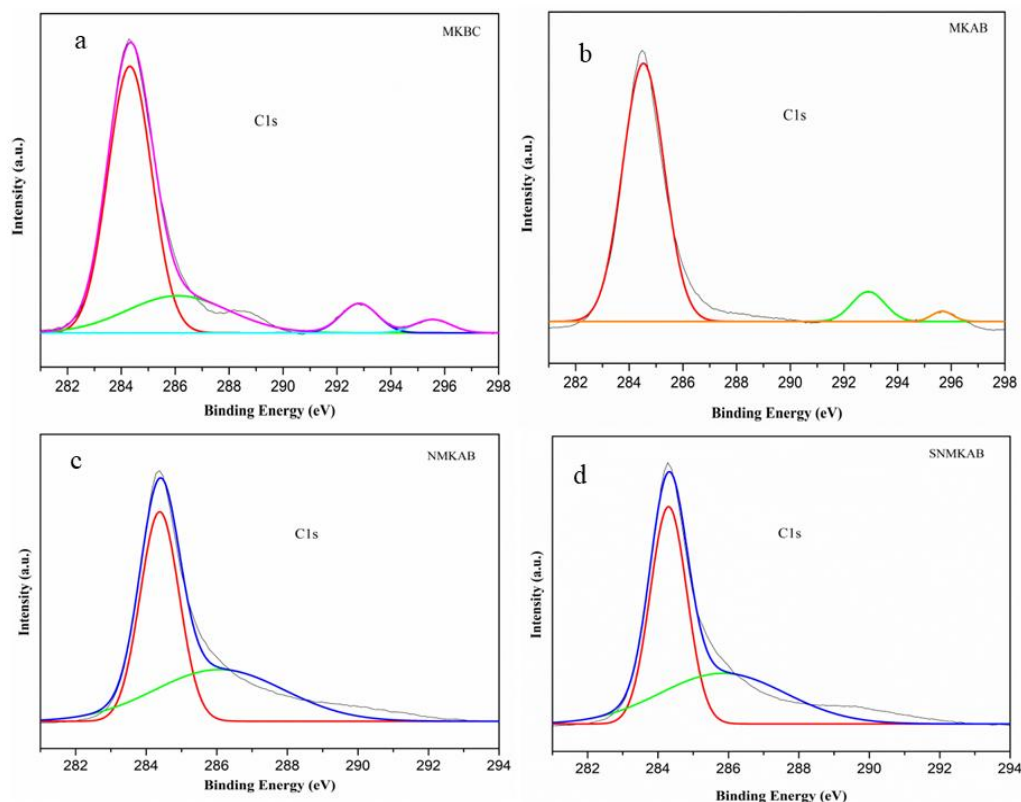 a
MKBC
C1s
Intensity (a.u.)
282 284 286 288 290 292 294 296 298
Binding Energy (eV)
b
MKAB
C1s
Intensity (a.u.)
282 284 286 288 290 292 294 296 298
Binding Energy (eV)
c
NMKAB
C1s
Intensity (a.u.)
282 284 286 288 290 292 294
Binding Energy (eV)
d
SNMKAB
C1s
Intensity (a.u.)
282 284 286 288 290 292 294
Binding Energy (eV)